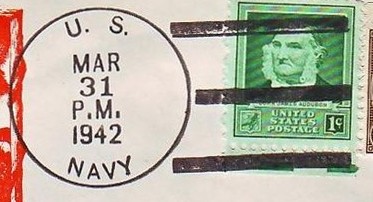 U. S.
MAR
31
P.M.
1942
NAVY
JOHN JAMES AUDUBON
UNITED
STATES
POSTAGE
1¢